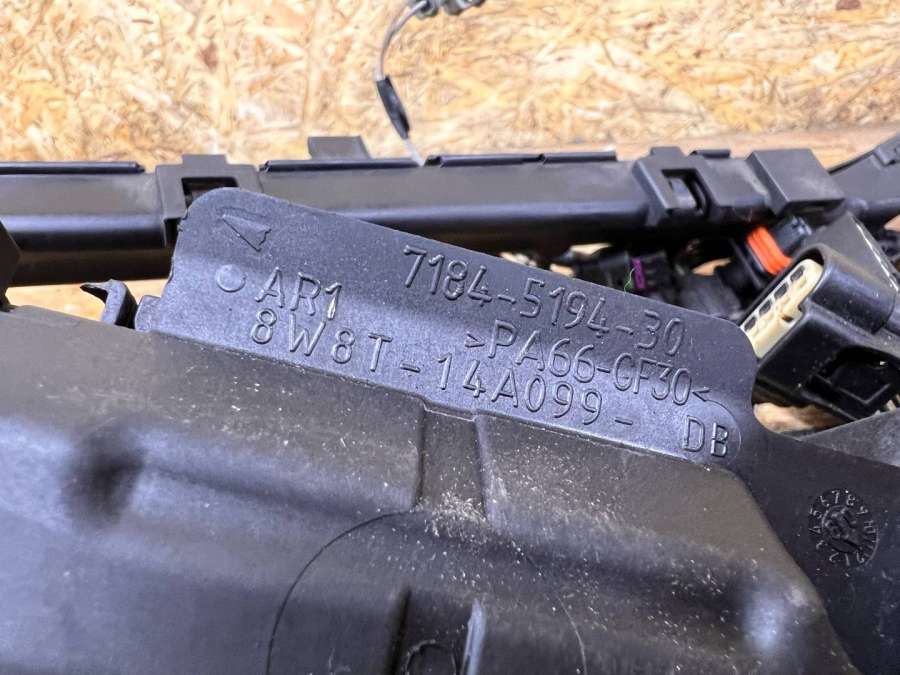 7184-5194-30
AR1 >PA66-GF30<
8W8T-14A099- DB